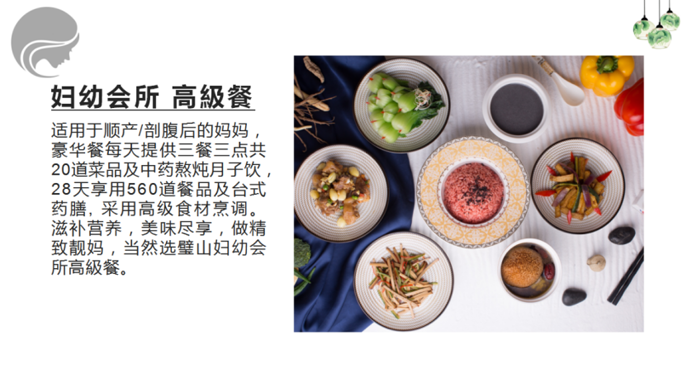 妇幼会所 高級餐
适用于顺产/剖腹后的妈妈，
豪华餐每天提供三餐三点共
20道菜品及中药熬炖月子饮，
28天享用560道餐品及台式
药膳，采用高级食材烹调。
滋补营养，美味尽享，做精
致靓妈，当然选璧山妇幼会
所高級餐。